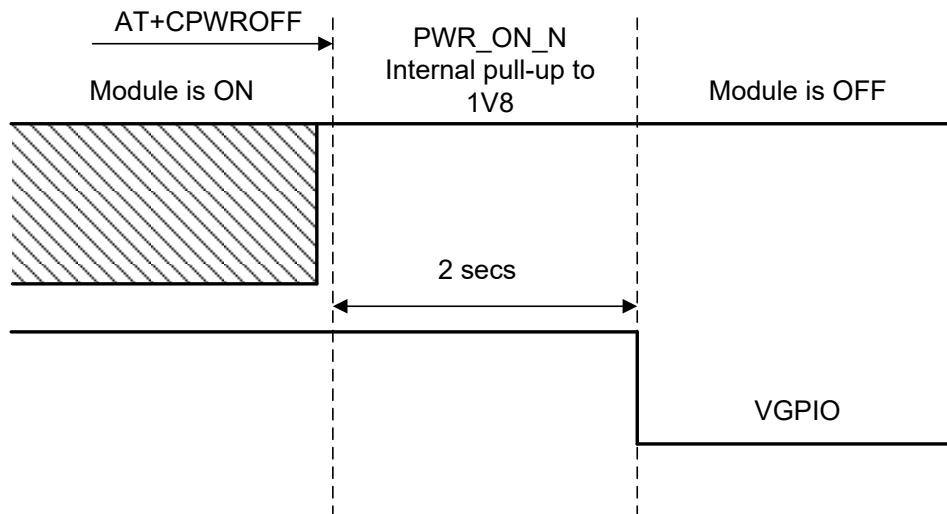 AT+CPWROFF
PWR_ON_N
Internal pull-up to
1V8
Module is ON
Module is OFF
2 secs
VGPIO